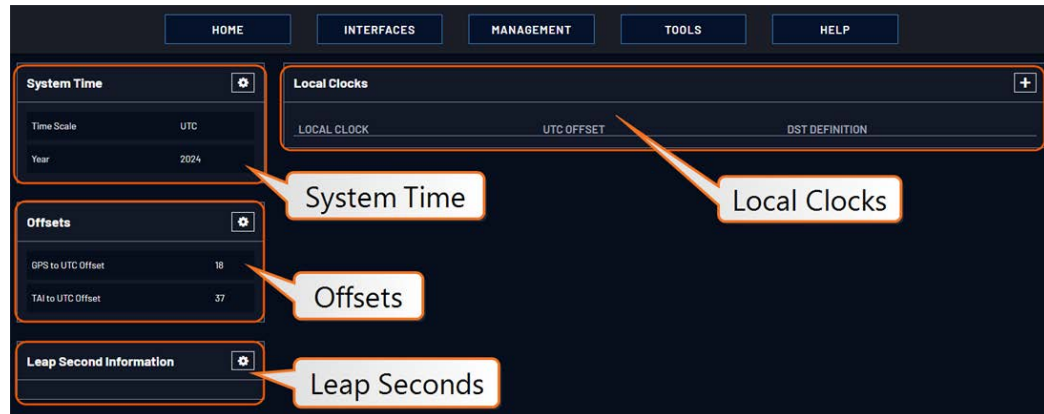 HOME INTERFACES MANAGEMENT TOOLS HELP
System Time
Time Scale UTC
Year 2024
System Time
Local Clocks +
LOCAL CLOCK UTC OFFSET DST DEFINITION
Local Clocks
Offsets
GPS to UTC Offset 18
TAI to UTC Offset 37
Offsets
Leap Second Information
Leap Seconds